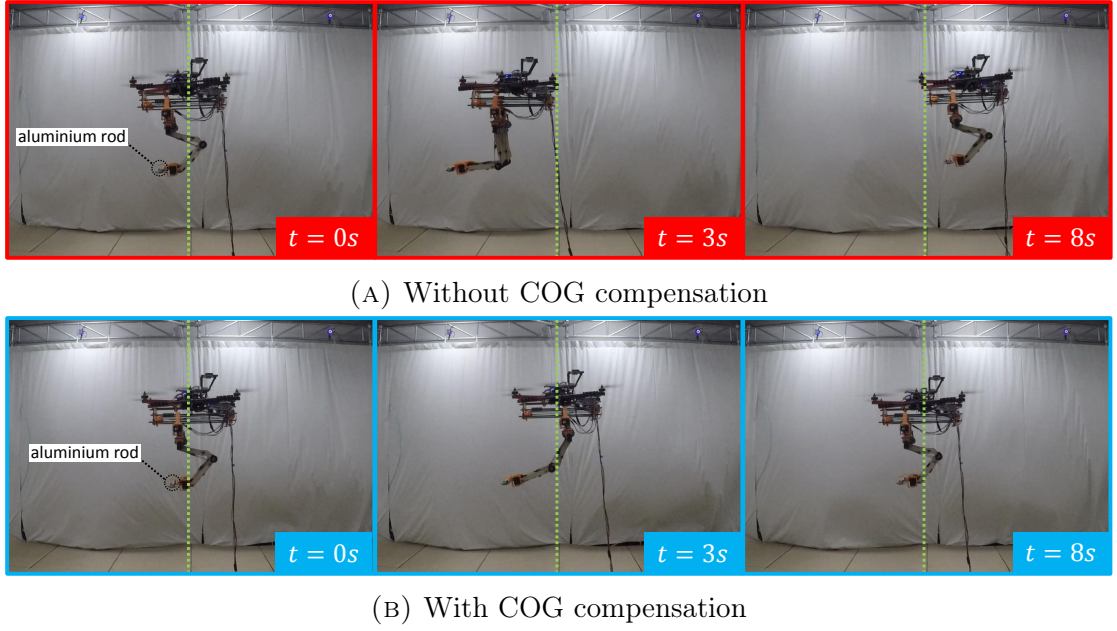 aluminium rod
t = 0s
t = 3s
t = 8s
(A) Without COG compensation
aluminium rod
t = 0s
t = 3s
t = 8s
(B) With COG compensation